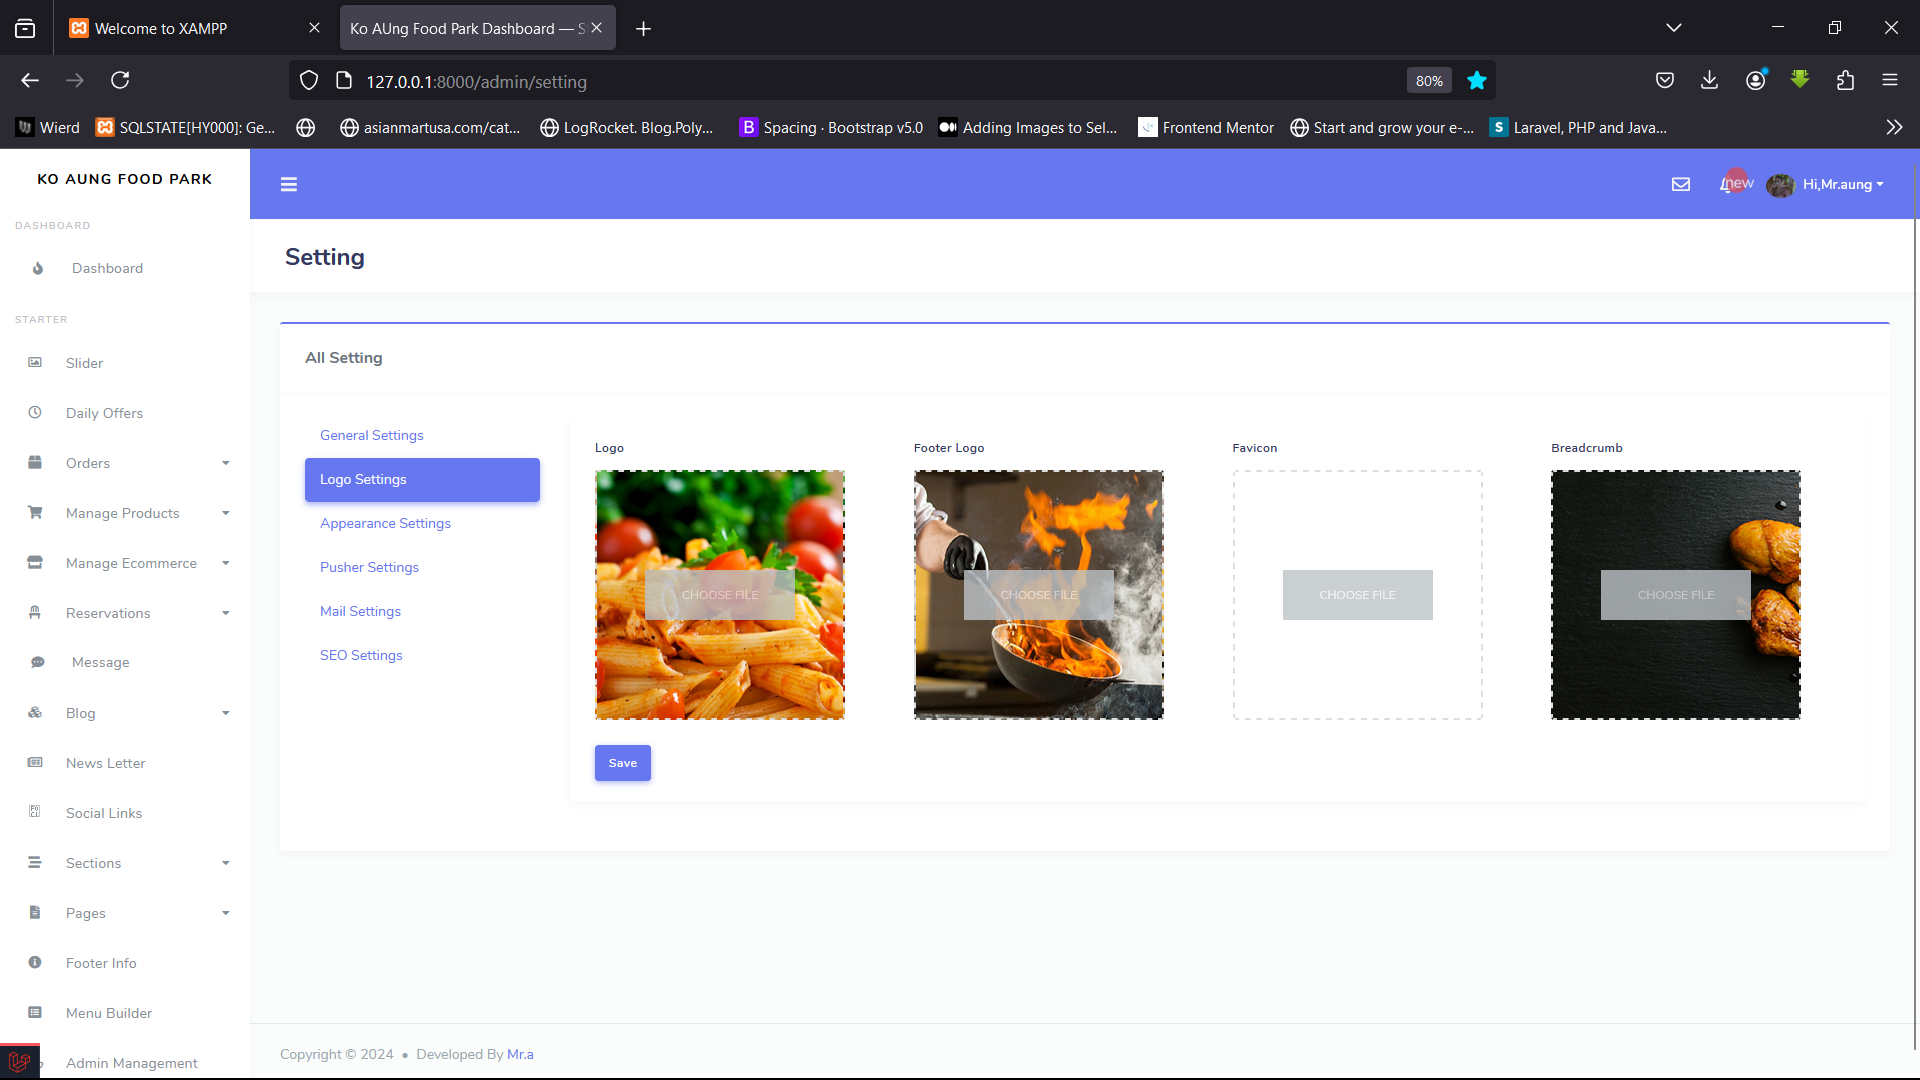 Welcome to XAMPP
Ko AUng Food Park Dashboard — S
127.0.0.1:8000/admin/setting
80%
Wierd
SQLSTATE[HY000]: Ge...
asianmartusa.com/cat...
LogRocket. Blog.Poly...
Spacing · Bootstrap v5.0
Adding Images to Sel...
Frontend Mentor
Start and grow your e-...
Laravel, PHP and Java...
KO AUNG FOOD PARK
new
Hi,Mr.aung
DASHBOARD
Dashboard
STARTER
Slider
Daily Offers
Orders
Manage Products
Manage Ecommerce
Reservations
Message
Blog
News Letter
Social Links
Sections
Pages
Footer Info
Menu Builder
Admin Management
Setting
All Setting
General Settings
Logo Settings
Appearance Settings
Pusher Settings
Mail Settings
SEO Settings
Logo
CHOOSE FILE
Footer Logo
CHOOSE FILE
Favicon
CHOOSE FILE
Breadcrumb
CHOOSE FILE
Save
Copyright © 2024 • Developed By Mr.a